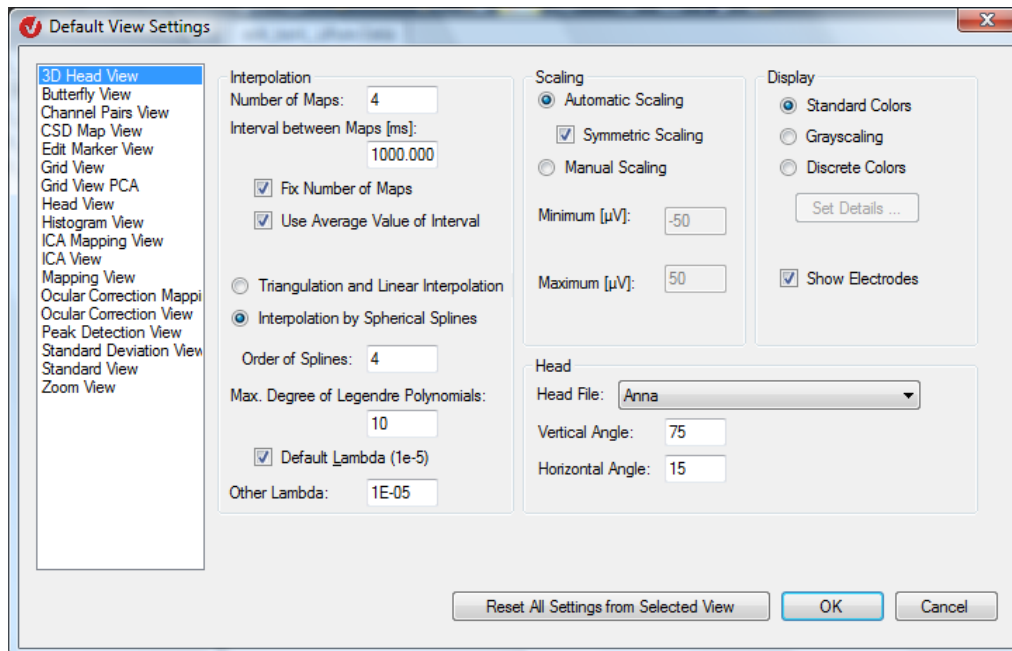 Default View Settings
3D Head View
Butterfly View
Channel Pairs View
CSD Map View
Edit Marker View
Grid View
Grid View PCA
Head View
Histogram View
ICA Mapping View
ICA View
Mapping View
Ocular Correction Mappi
Ocular Correction View
Peak Detection View
Standard Deviation View
Standard View
Zoom View
Interpolation
Number of Maps: 4
Interval between Maps [ms]:
1000.000
Fix Number of Maps
Use Average Value of Interval
Triangulation and Linear Interpolation
Interpolation by Spherical Splines
Order of Splines: 4
Max. Degree of Legendre Polynomials:
10
Default Lambda (1e-5)
Other Lambda: 1E-05
Scaling
Automatic Scaling
Symmetric Scaling
Manual Scaling
Minimum [µV]: -50
Maximum [µV]: 50
Display
Standard Colors
Grayscaling
Discrete Colors
Set Details ...
Show Electrodes
Head
Head File: Anna
Vertical Angle: 75
Horizontal Angle: 15
Reset All Settings from Selected View
OK
Cancel